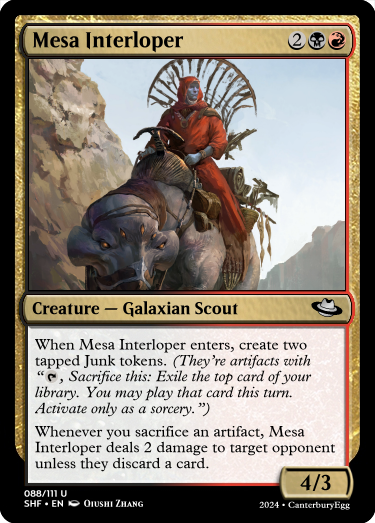 Mesa Interloper 2
Creature — Galaxian Scout
When Mesa Interloper enters, create two
tapped Junk tokens. (They're artifacts with
“, Sacrifice this: Exile the top card of your
library. You may play that card this turn.
Activate only as a sorcery.”)
Whenever you sacrifice an artifact, Mesa
Interloper deals 2 damage to target opponent
unless they discard a card.
4/3
088/111 U
SHF • EN Qiushi Zhang
2024 • CanterburyEgg